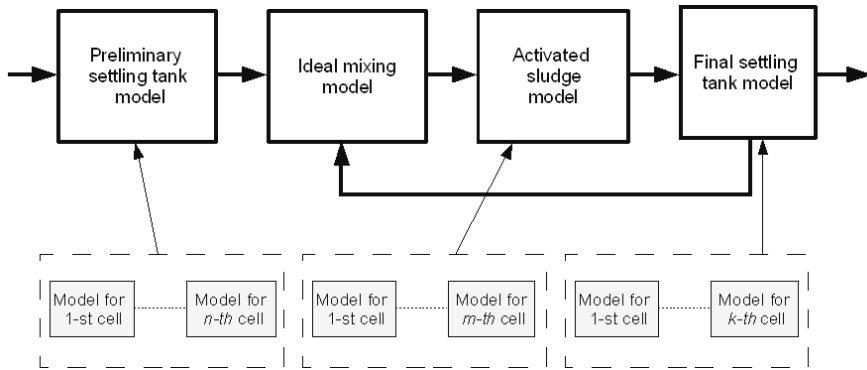 Preliminary
settling tank
model
Ideal mixing
model
Activated
sludge
model
Final settling
tank model
Model for
1-st cell
Model for
n-th cell
Model for
1-st cell
Model for
m-th cell
Model for
1-st cell
Model for
k-th cell